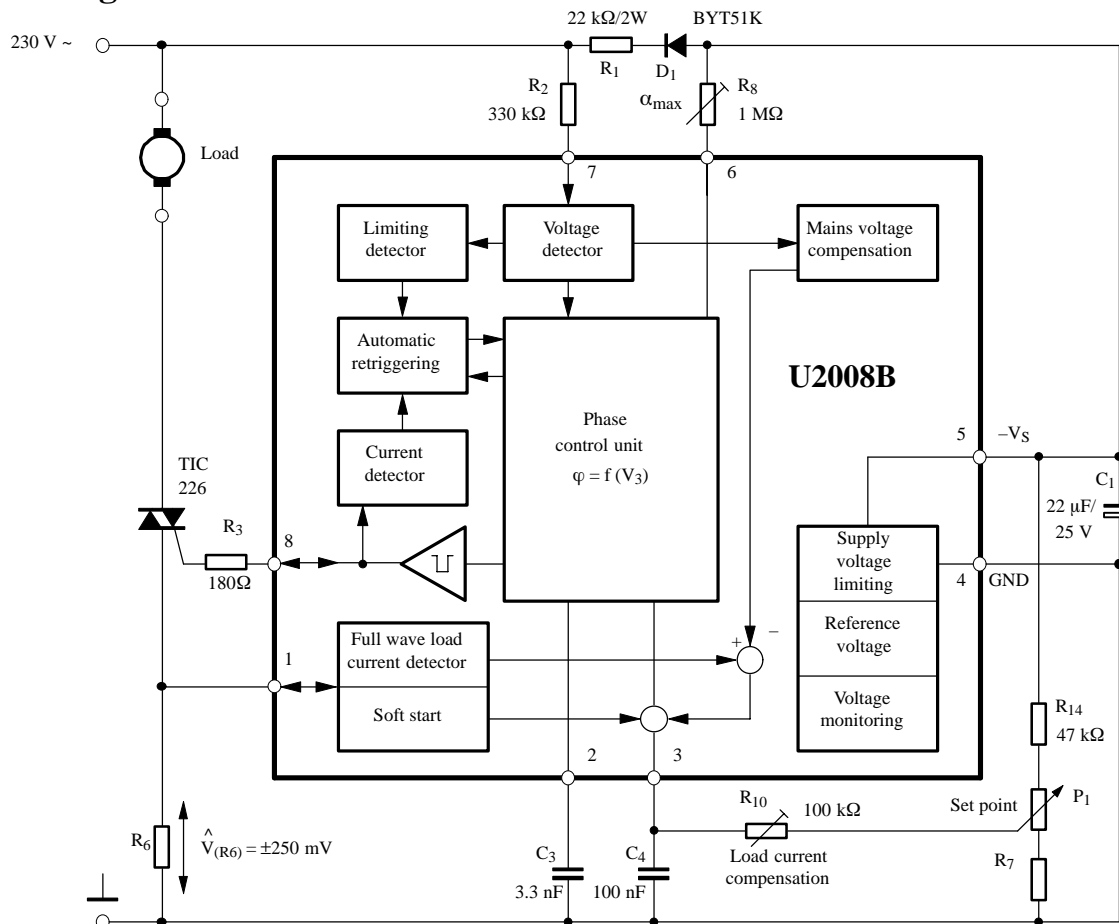 22 kΩ/2W
BYT51K
230 V ~
R1
D1
R2
330 kΩ
αmax
R8
1 MΩ
Load
7
6
Limiting
detector
Voltage
detector
Mains voltage
compensation
Automatic
retriggering
U2008B
Phase
control unit
φ = f (V3)
Current
detector
5
–VS
C1
22 μF/
25 V
TIC
226
R3
8
180Ω
Supply
voltage
limiting
4
GND
Full wave load
current detector
+
–
Reference
voltage
1
Soft start
Voltage
monitoring
R14
47 kΩ
2
3
R10
100 kΩ
Set point
P1
R6
V̂(R6) = ±250 mV
C3
3.3 nF
C4
100 nF
Load current
compensation
R7